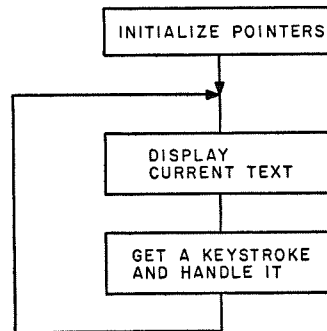 INITIALIZE POINTERS
DISPLAY
CURRENT TEXT
GET A KEYSTROKE
AND HANDLE IT